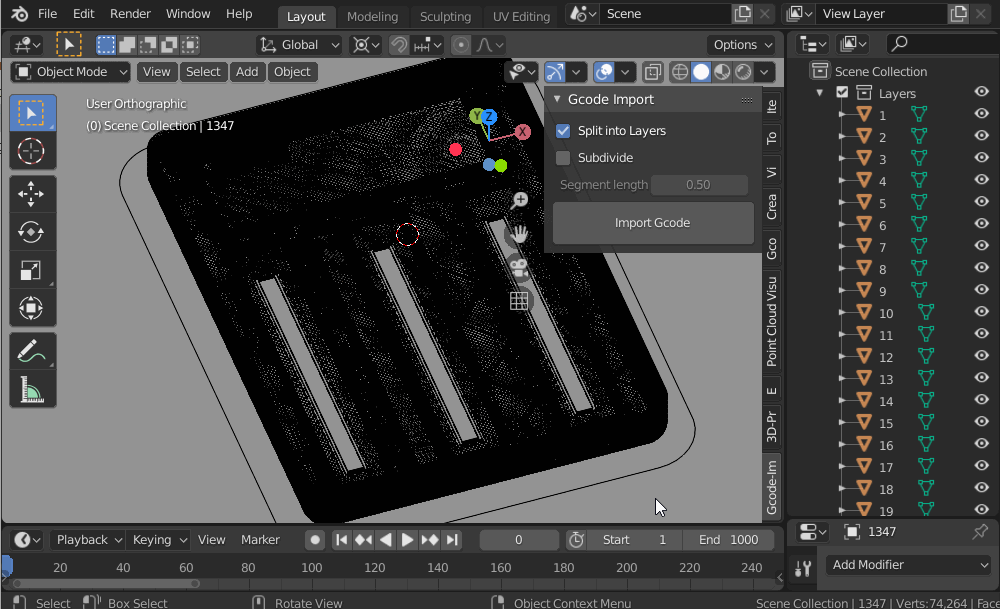 File Edit Render Window Help Layout Modeling Sculpting UV Editing Scene View Layer
Global Options
Object Mode View Select Add Object
User Orthographic
(0) Scene Collection | 1347
Y Z X
Gcode Import
Split into Layers
Subdivide
Segment length 0.50
Import Gcode
Ite
To
Vi
Crea
Gco
Point Cloud Visu
E
3D-Pr
Gcode-Im
Scene Collection
Layers
1
2
3
4
5
6
7
8
9
10
11
12
13
14
15
16
17
18
19
Playback Keying View Marker 0 Start 1 End 1000
20 40 60 80 100 120 140 160 180 200 220 240
1347
Add Modifier
Select Box Select Rotate View Object Context Menu Scene Collection | 1347 | Verts:74,264 | Face